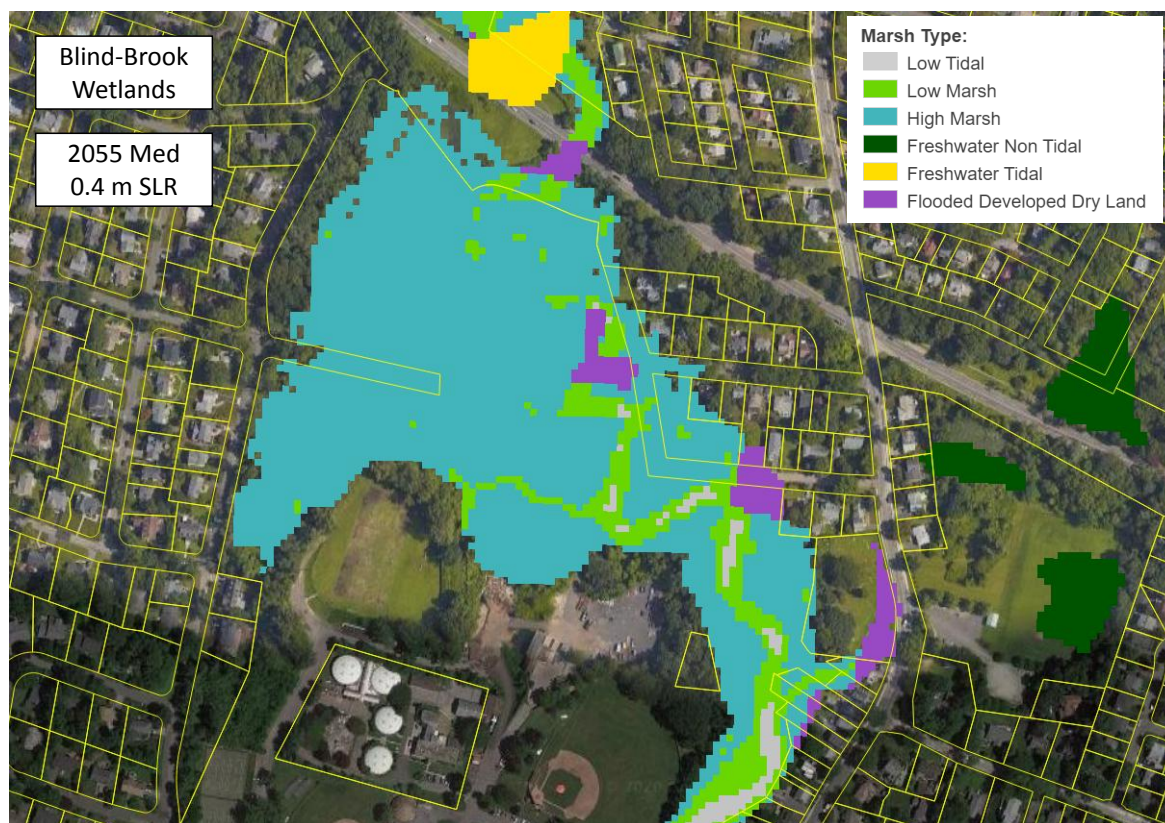 Blind-Brook
Wetlands
2055 Med
0.4 m SLR
Marsh Type:
Low Tidal
Low Marsh
High Marsh
Freshwater Non Tidal
Freshwater Tidal
Flooded Developed Dry Land